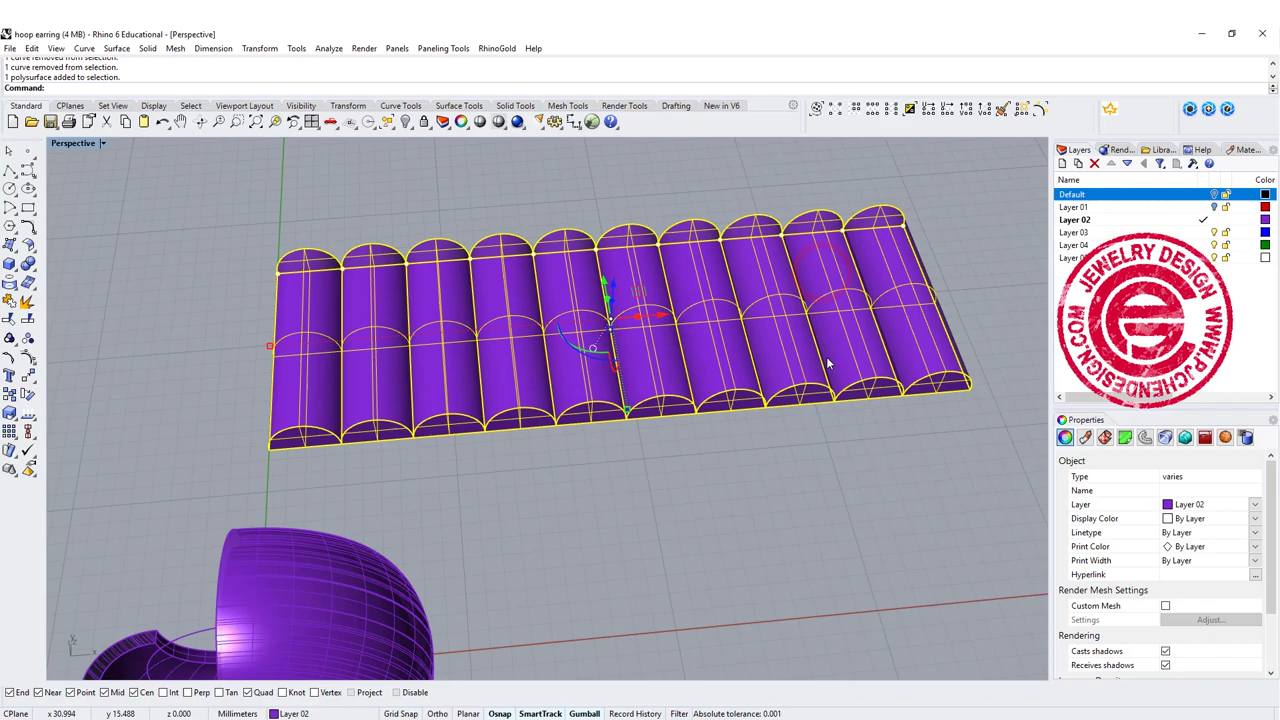 hoop earring (4 MB) - Rhino 6 Educational - [Perspective]
File Edit View Curve Surface Solid Mesh Dimension Transform Tools Analyze Render Panels Paneling Tools RhinoGold Help
1 curve removed from selection.
1 curve removed from selection.
1 polysurface added to selection.
Command:
Standard CPlanes Set View Display Select Viewport Layout Visibility Transform Curve Tools Surface Tools Solid Tools Mesh Tools Render Tools Drafting New in V6
Perspective
Layers Rend... Libra... Help Mate...
Name Color
Default
Layer 01
Layer 02
Layer 03
Layer 04
JEWELRY DESIGN
WWW.PJCHENDESIGN.COM
Properties
Object
Type varies
Name
Layer Layer 02
Display Color By Layer
Linetype By Layer
Print Color By Layer
Print Width By Layer
Hyperlink ...
Render Mesh Settings
Custom Mesh
Settings Adjust...
Rendering
Casts shadows
Receives shadows
End Near Point Mid Cen Int Perp Tan Quad Knot Vertex Project Disable
CPlane x 30.994 y 15.488 z 0.000 Millimeters Layer 02 Grid Snap Ortho Planar Osnap SmartTrack Gumball Record History Filter Absolute tolerance: 0.001